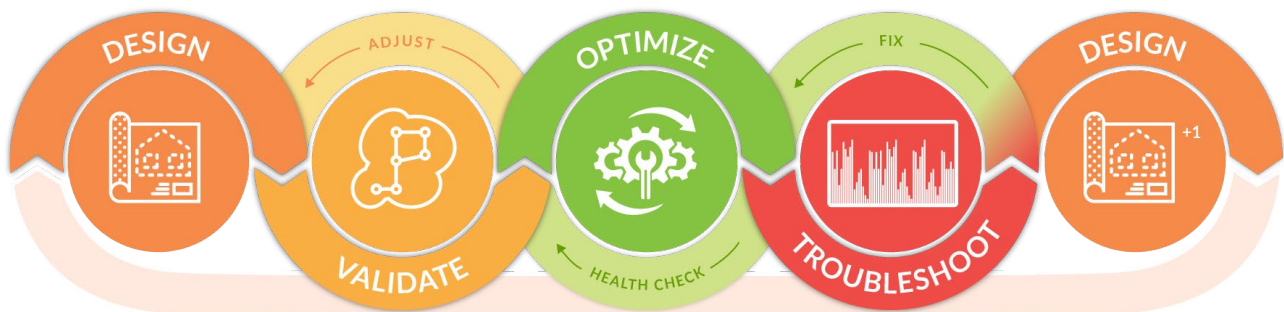 DESIGN
ADJUST
VALIDATE
OPTIMIZE
HEALTH CHECK
FIX
TROUBLESHOOT
DESIGN
+1